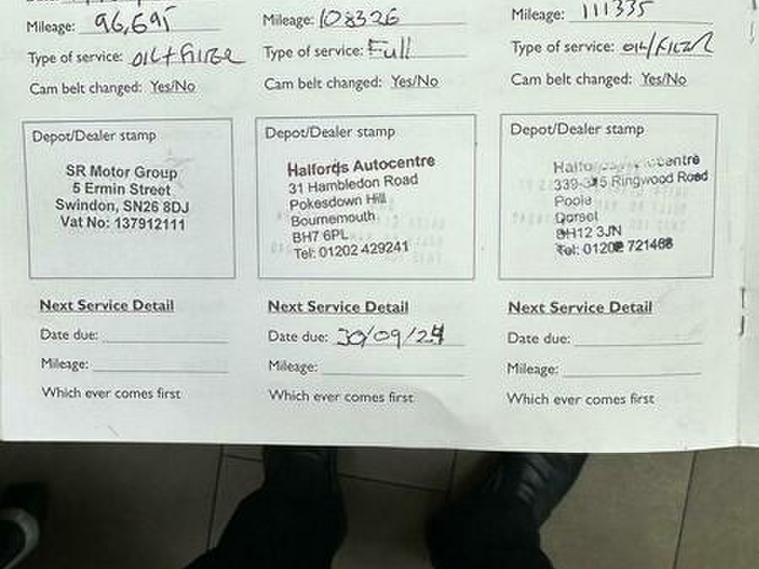 Mileage: 96,695
Type of service: OIL + FILTER
Cam belt changed: Yes/No
Depot/Dealer stamp
SR Motor Group
5 Ermin Street
Swindon, SN26 8DJ
Vat No: 137912111
Next Service Detail
Date due:
Mileage:
Which ever comes first
Mileage: 108326
Type of service: Full
Cam belt changed: Yes/No
Depot/Dealer stamp
Halfords Autocentre
31 Hambledon Road
Pokesdown Hill
Bournemouth
BH7 6PL
Tel: 01202 429241
Next Service Detail
Date due: 30/09/24
Mileage:
Which ever comes first
Mileage: 111335
Type of service: OIL/FILTER
Cam belt changed: Yes/No
Depot/Dealer stamp
Ringwood Road
Poole
Dorset
BH12 3JN
Tel:
Next Service Detail
Date due:
Mileage:
Which ever comes first